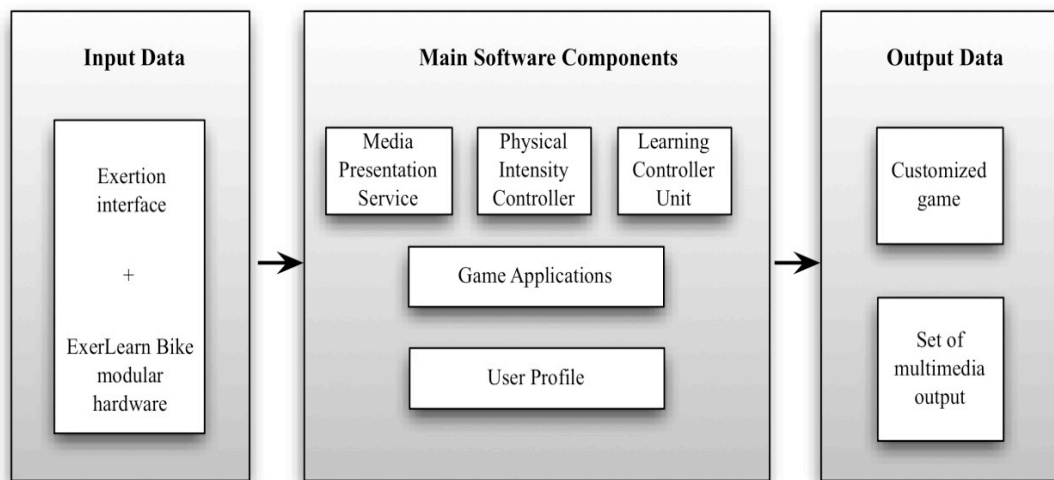 Input Data
Exertion
interface
+
ExerLearn Bike
modular
hardware
Main Software Components
Media
Presentation
Service
Physical
Intensity
Controller
Learning
Controller
Unit
Game Applications
User Profile
Output Data
Customized
game
Set of
multimedia
output